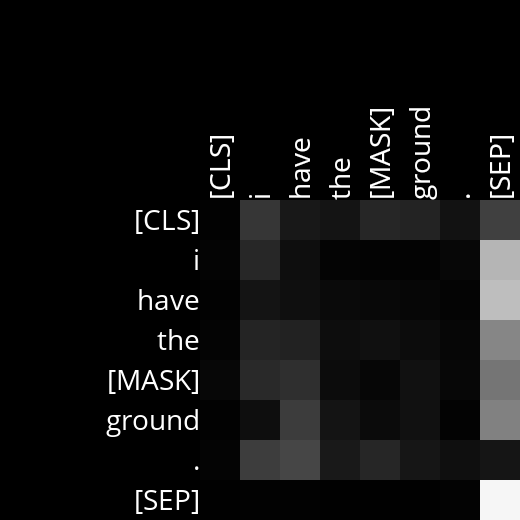 [CLS]
i
have
the
[MASK]
ground
.
[SEP]
[CLS]
i
have
the
[MASK]
ground
.
[SEP]